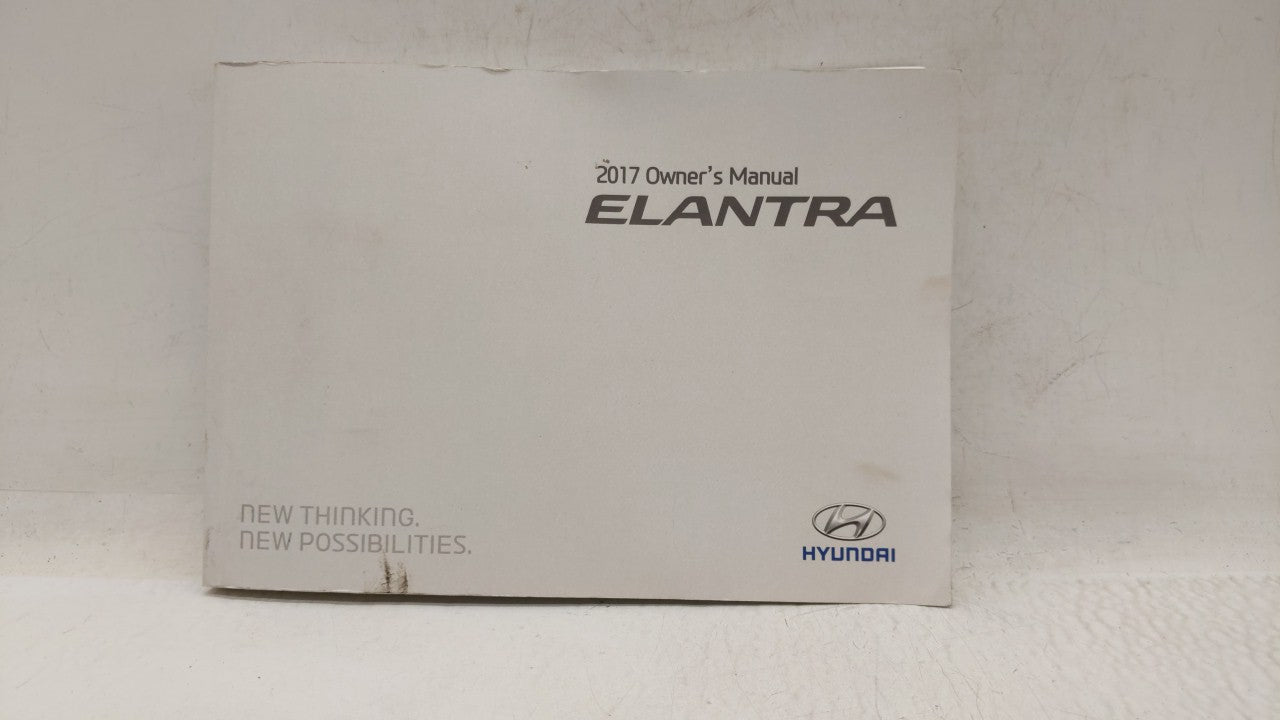 2017 Owner's Manual
ELANTRA
NEW THINKING.
NEW POSSIBILITIES.
HYUNDAI